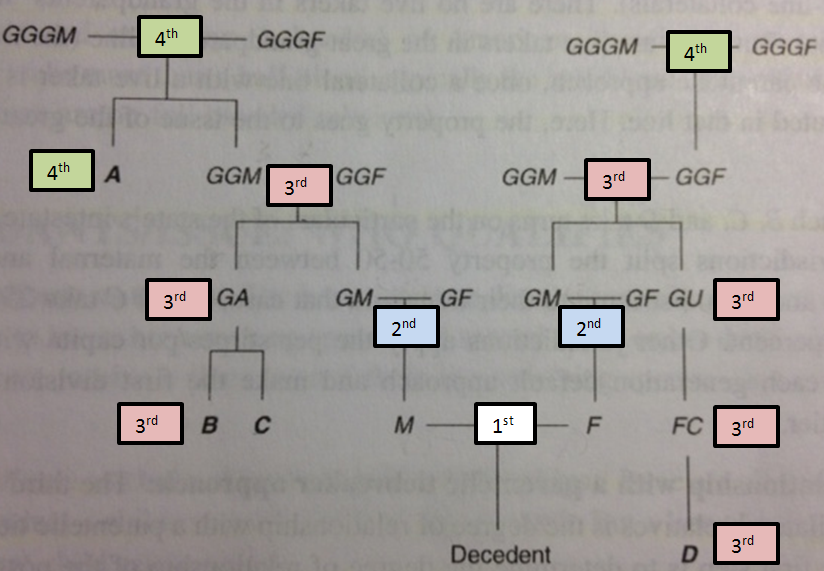 GGGM 4th GGGF GGGM 4th GGGF
4th A GGM 3rd GGF GGM 3rd GGF
3rd GA GM GF GM GF GU 3rd
2nd 2nd
3rd B C M 1st F FC 3rd
Decedent D 3rd